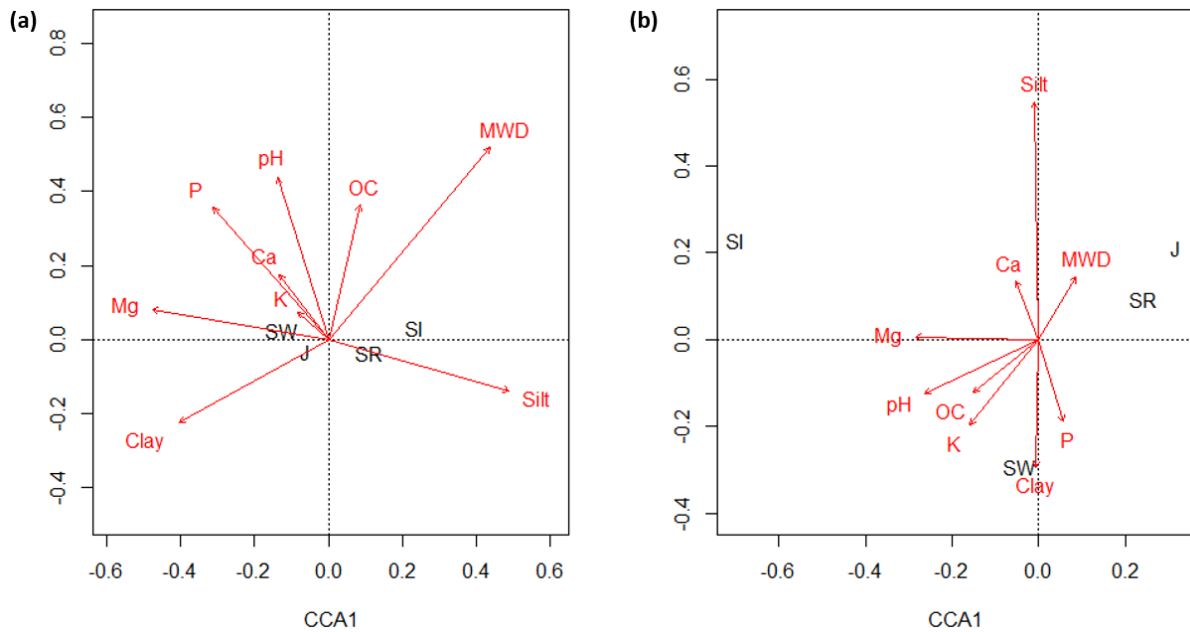 (a)
0.8
0.6
0.4
0.2
0.0
-0.2
-0.4
MWD
pH
OC
P
Ca
K
Mg
SW
SI
J
SR
Silt
Clay
-0.6 -0.4 -0.2 0.0 0.2 0.4 0.6
CCA1
(b)
0.6
0.4
0.2
0.0
-0.2
-0.4
Silt
SI
J
Ca
MWD
SR
Mg
pH
OC
K
P
SW
Clay
-0.6 -0.4 -0.2 0.0 0.2
CCA1